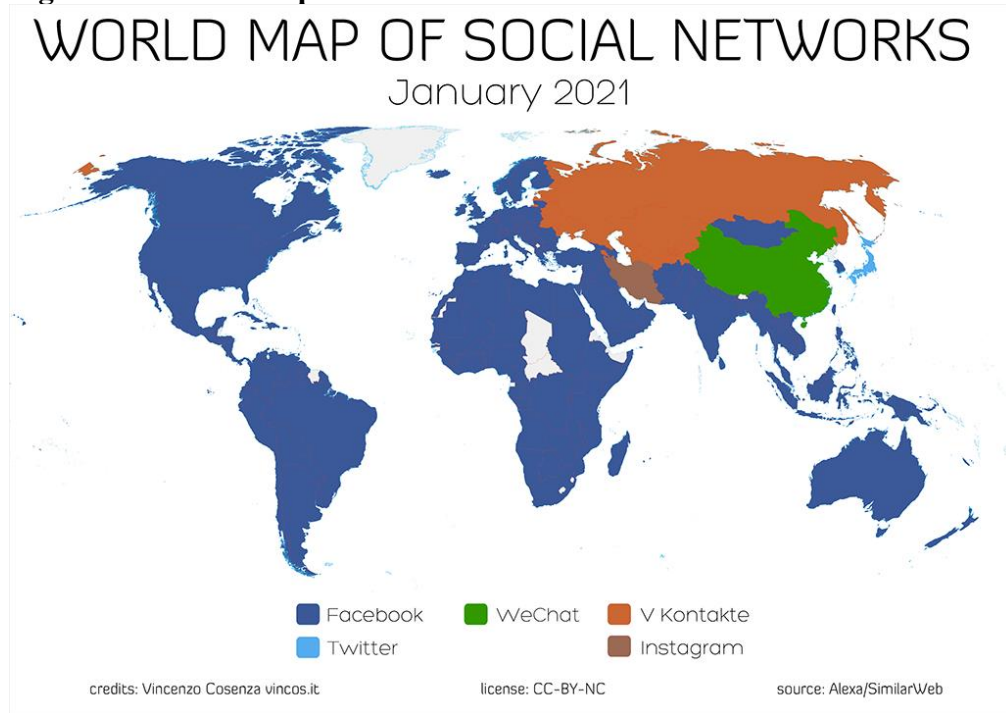 WORLD MAP OF SOCIAL NETWORKS
January 2021
Facebook WeChat V Kontakte
Twitter Instagram
credits: Vincenzo Cosenza vincos.it license: CC-BY-NC source: Alexa/SimilarWeb